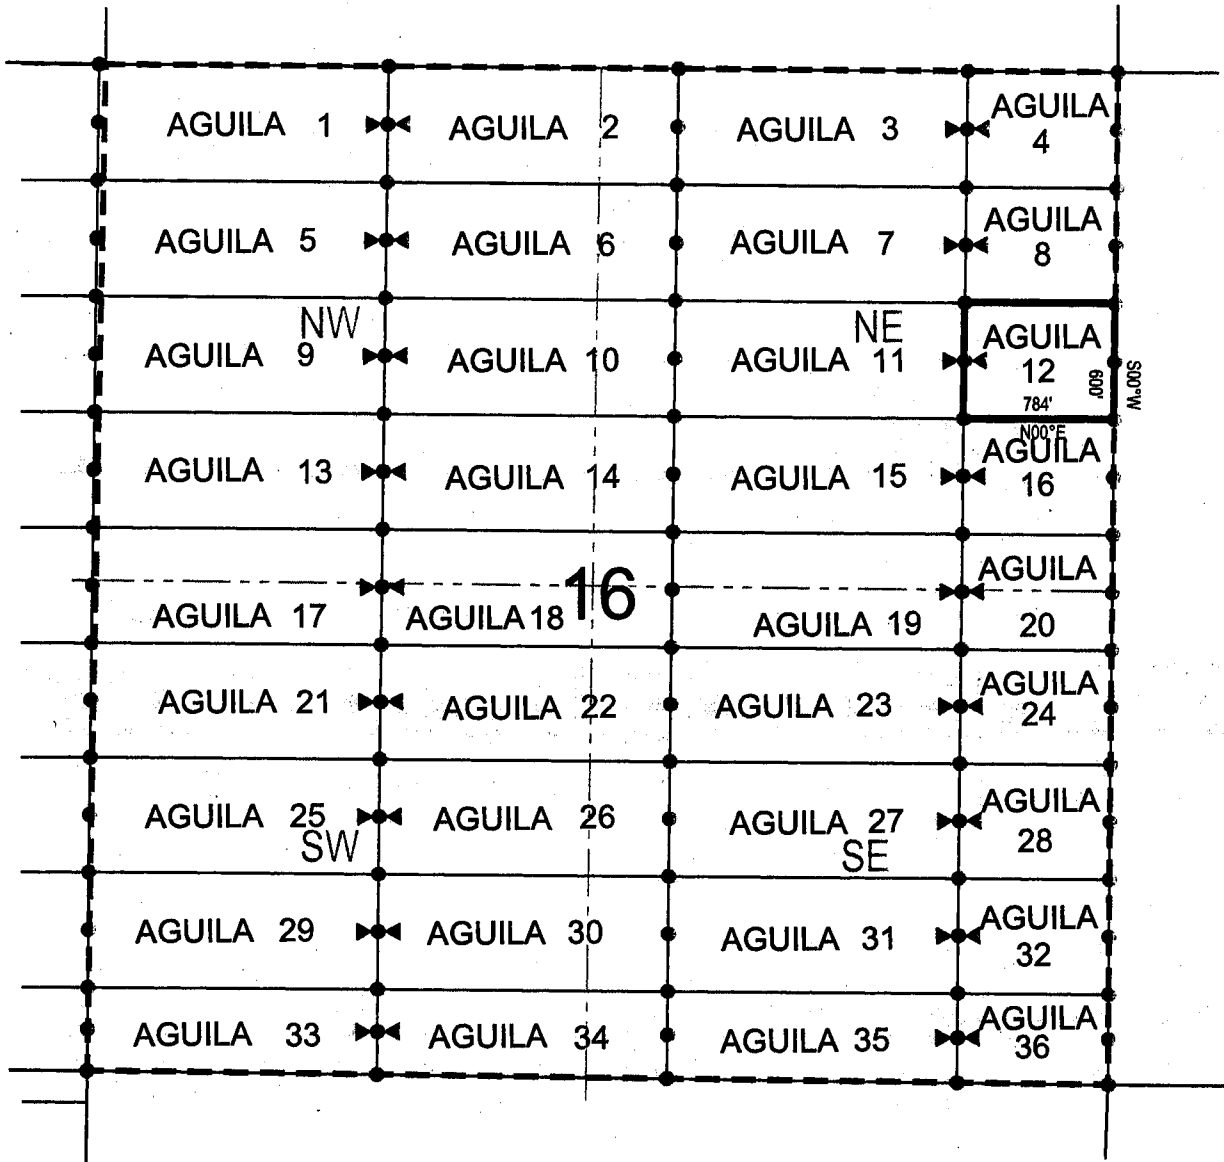 AGUILA 1
AGUILA 2
AGUILA 3
AGUILA
4
AGUILA 5
AGUILA 6
AGUILA 7
AGUILA
8
NW
NE
AGUILA 9
AGUILA 10
AGUILA 11
AGUILA
12
784'
600'
S00°W
N00°E
AGUILA 13
AGUILA 14
AGUILA 15
AGUILA
16
16
AGUILA 17
AGUILA 18
AGUILA 19
AGUILA
20
AGUILA 21
AGUILA 22
AGUILA 23
AGUILA
24
AGUILA 25
AGUILA 26
AGUILA 27
AGUILA
28
SW
SE
AGUILA 29
AGUILA 30
AGUILA 31
AGUILA
32
AGUILA 33
AGUILA 34
AGUILA 35
AGUILA
36